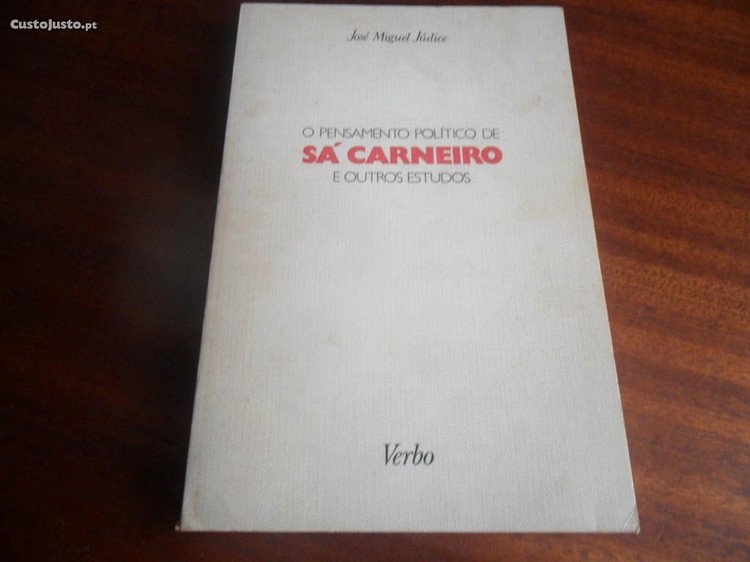 CustoJusto.pt
José Miguel Júdice
O PENSAMENTO POLÍTICO DE
SÁ CARNEIRO
E OUTROS ESTUDOS
Verbo